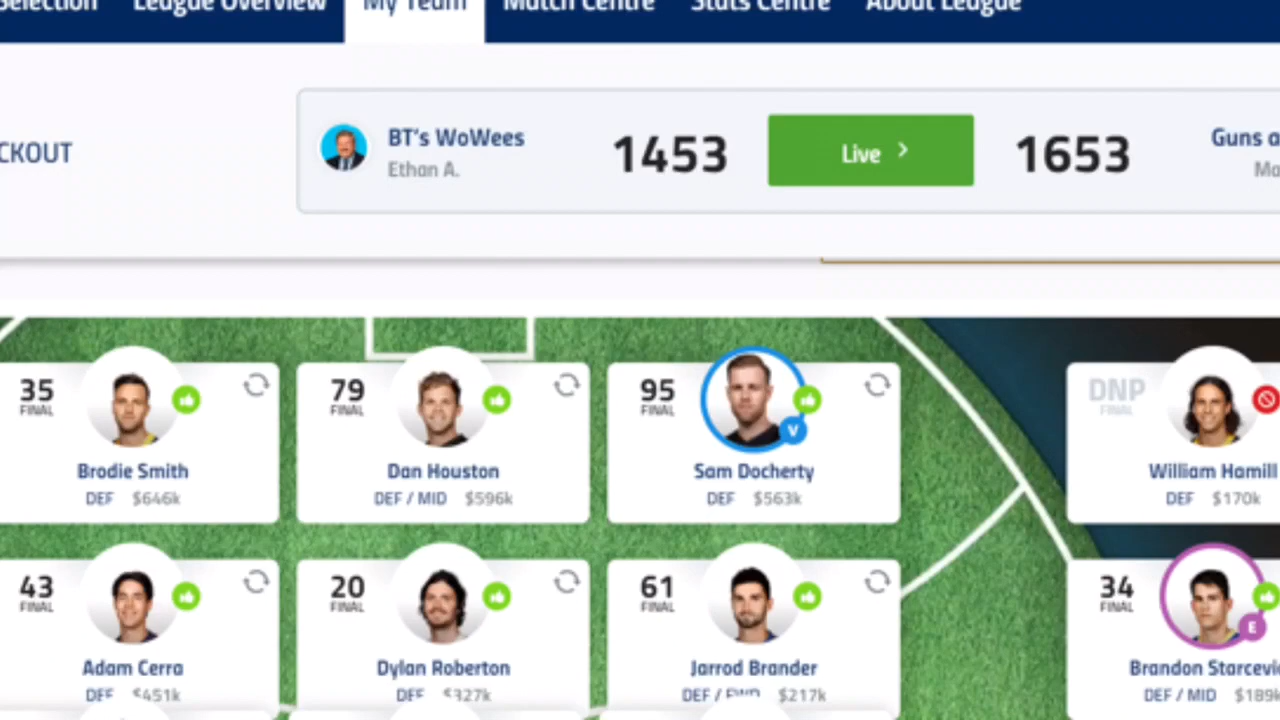 Selection League Overview My Team Match Centre Stats Centre About League
CKOUT
BT's WoWees
Ethan A.
1453
Live
1653
Guns a
Mo
35
FINAL
Brodie Smith
DEF $646k
79
FINAL
Dan Houston
DEF / MID $596k
95
FINAL
V
Sam Docherty
DEF $563k
DNP
FINAL
William Hamill
DEF $170k
43
FINAL
Adam Cerra
DEF $451k
20
FINAL
Dylan Roberton
DEF $327k
61
FINAL
Jarrod Brander
DEF / FWD $217k
34
FINAL
E
Brandon Starcevic
DEF / MID $189k